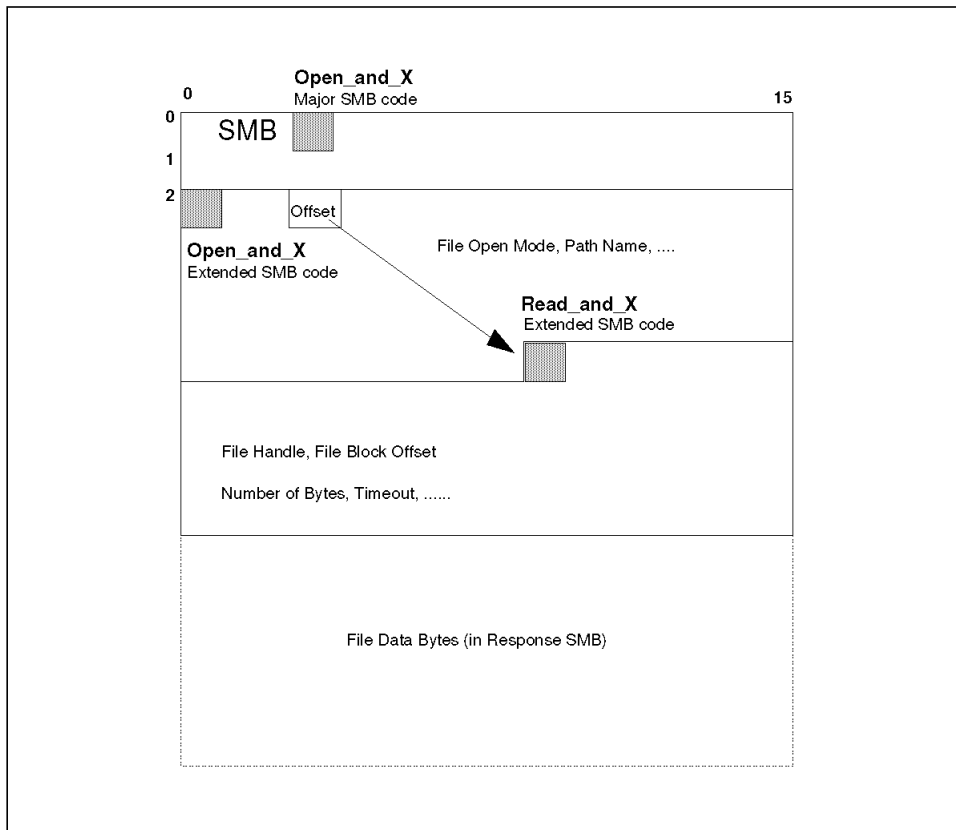 Open_and_X
0
15
Major SMB code
0
SMB
1
2
Offset
File Open Mode, Path Name, ....
Open_and_X
Extended SMB code
Read_and_X
Extended SMB code
File Handle, File Block Offset
Number of Bytes, Timeout, ......
File Data Bytes (in Response SMB)